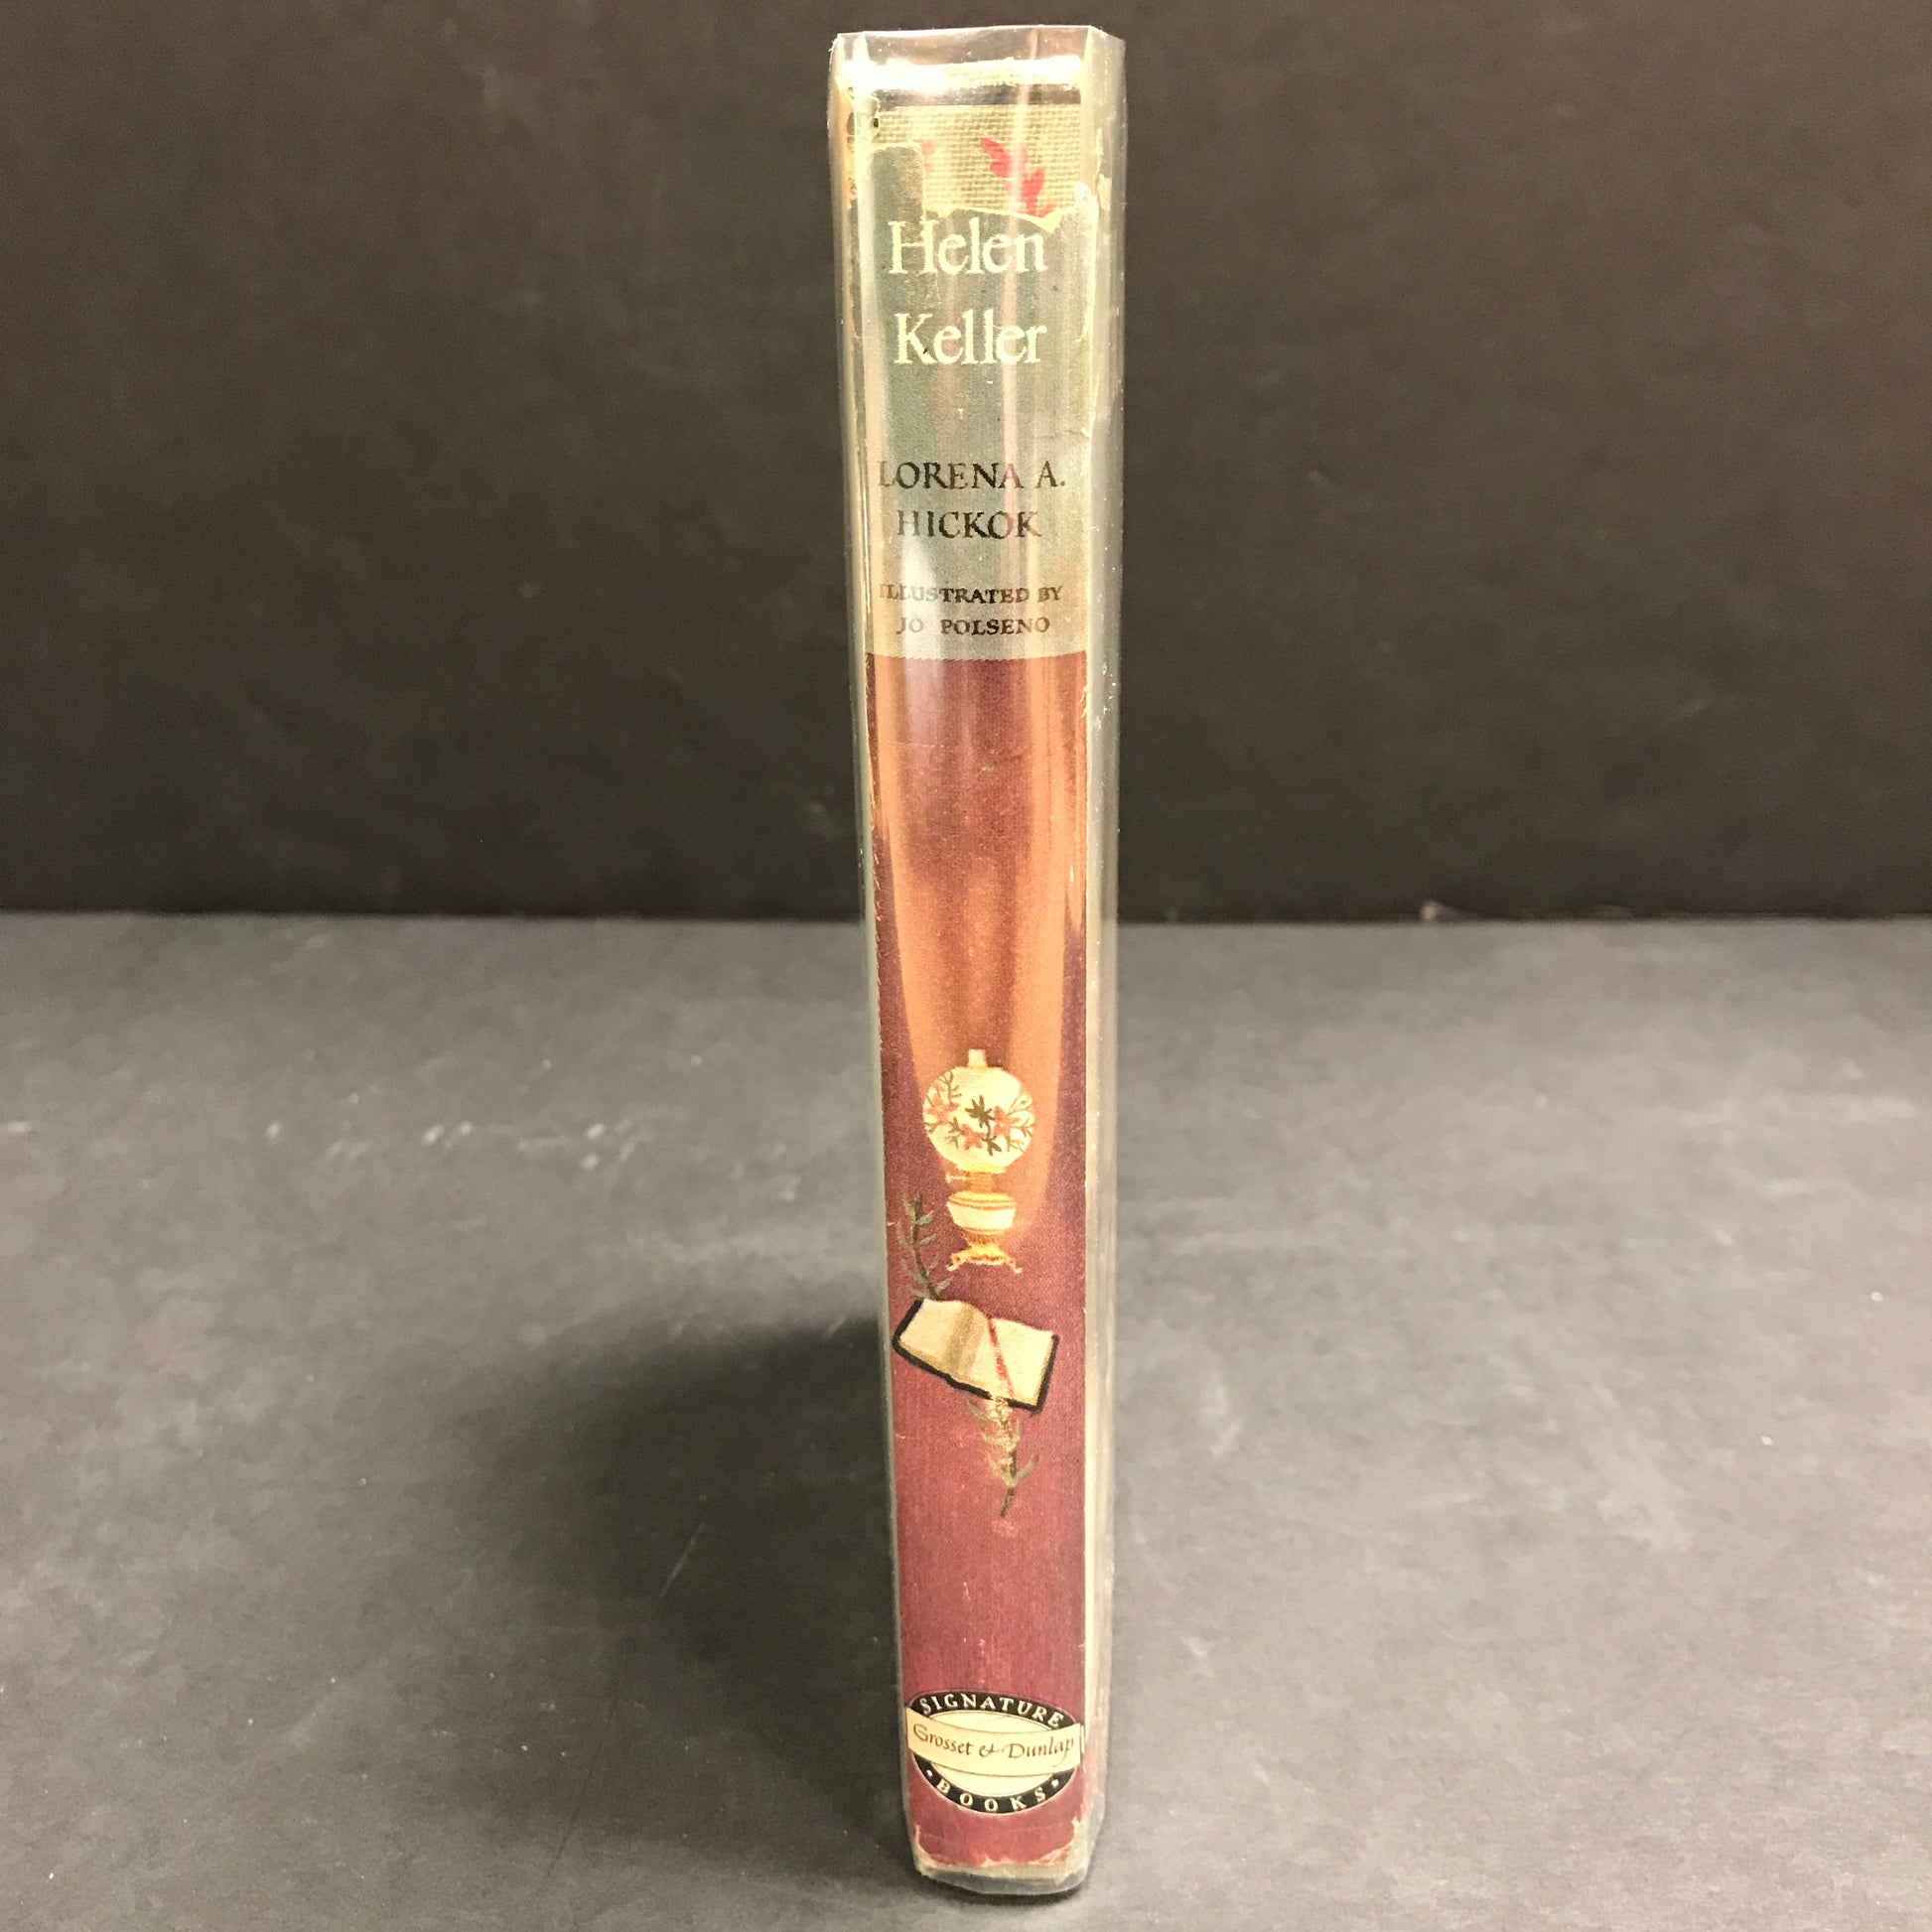 Helen
Keller
LORENA A.
HICKOK
ILLUSTRATED BY
JO POLSENO
SIGNATURE
Grosset & Dunlap
BOOKS